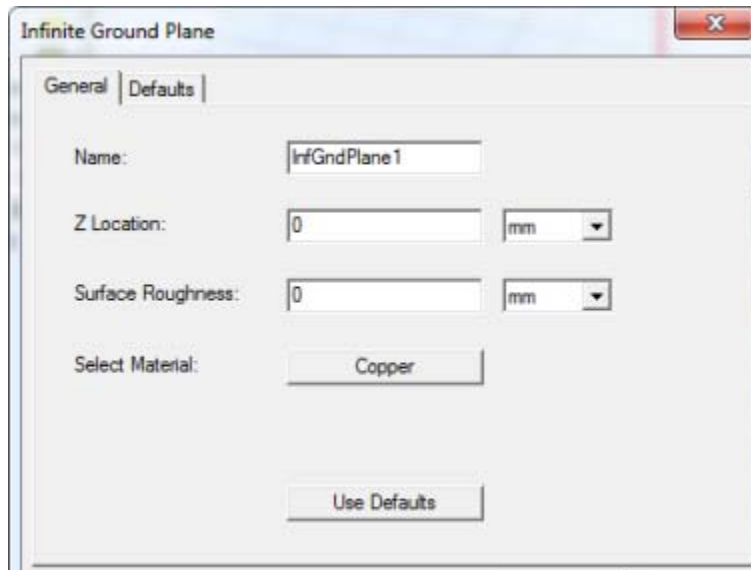 Infinite Ground Plane
General Defaults
Name: InfGndPlane1
Z Location: 0 mm
Surface Roughness: 0 mm
Select Material: Copper
Use Defaults